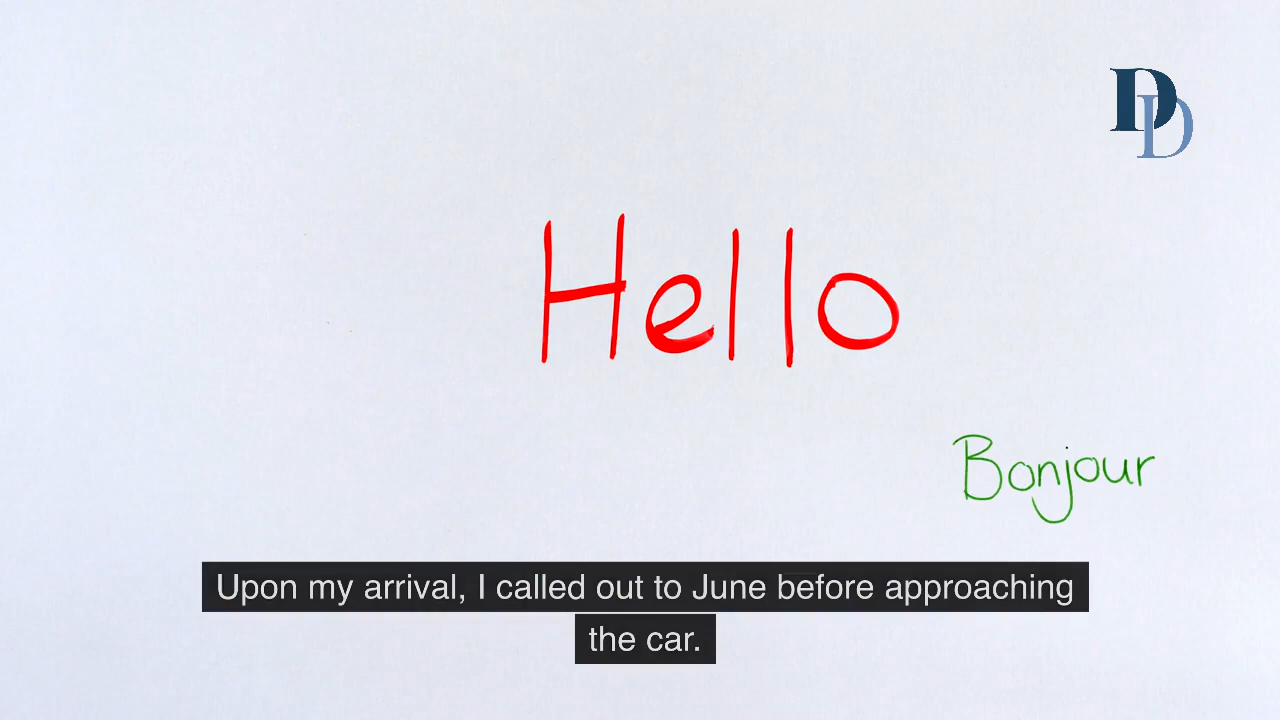 DD
Hello
Bonjour
Upon my arrival, I called out to June before approaching
the car.